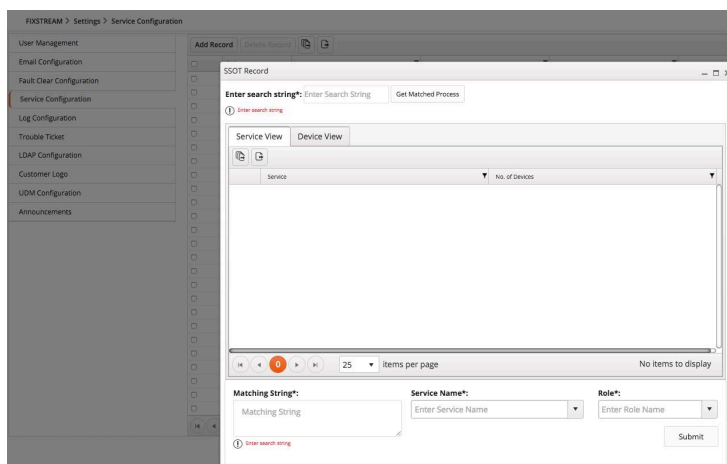 FIXSTREAM > Settings > Service Configuration
User Management
Email Configuration
Fault Clear Configuration
Service Configuration
Log Configuration
Trouble Ticket
LDAP Configuration
Customer Logo
UDM Configuration
Announcements
Add Record Delete Record
SSOT Record
Enter search string*: Enter Search String Get Matched Process
Enter search string
Service View Device View
Service No. of Devices
0 25 items per page No items to display
Matching String*: Service Name*: Role*:
Matching String Enter Service Name Enter Role Name
Enter search string
Submit